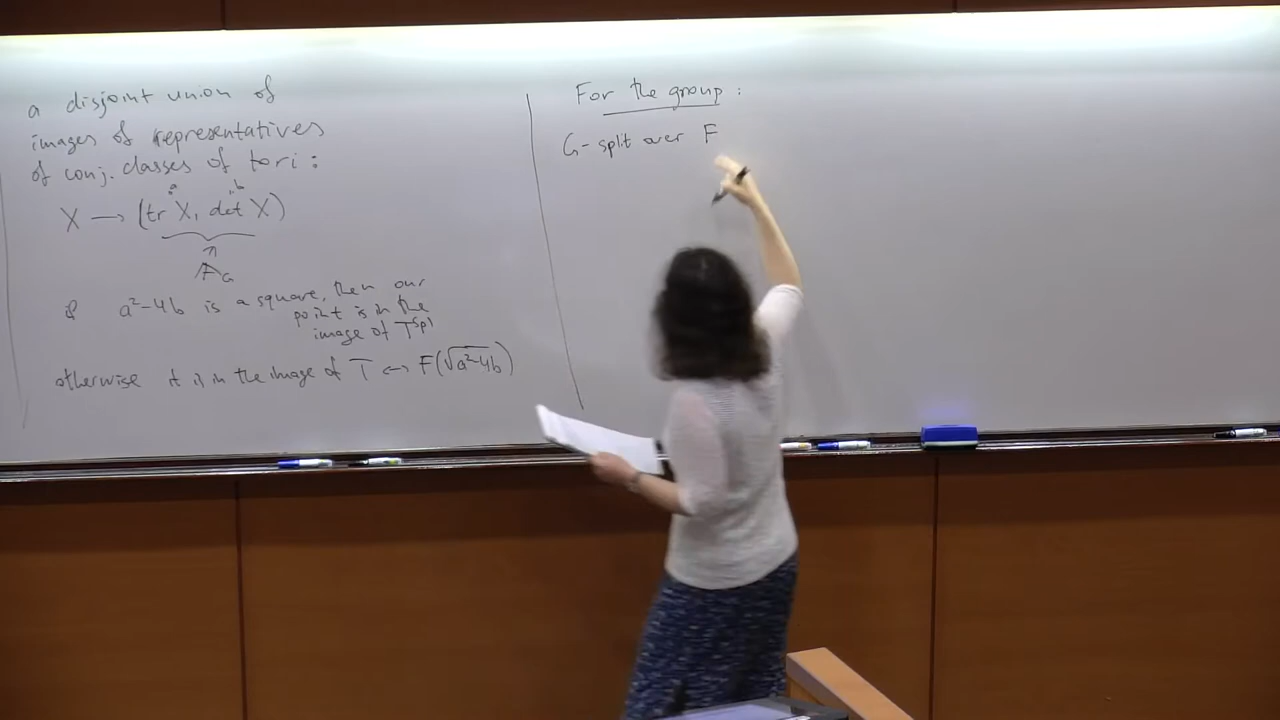 a disjoint union of
images of representatives
of conj. classes of tori :
a b
X → (tr X, det X)
↑
A_G
if a²-4b is a square, then our
point is in the
image of T^spl
otherwise it is in the image of T ↔ F(√a²-4b)
For the group :
G - split over F